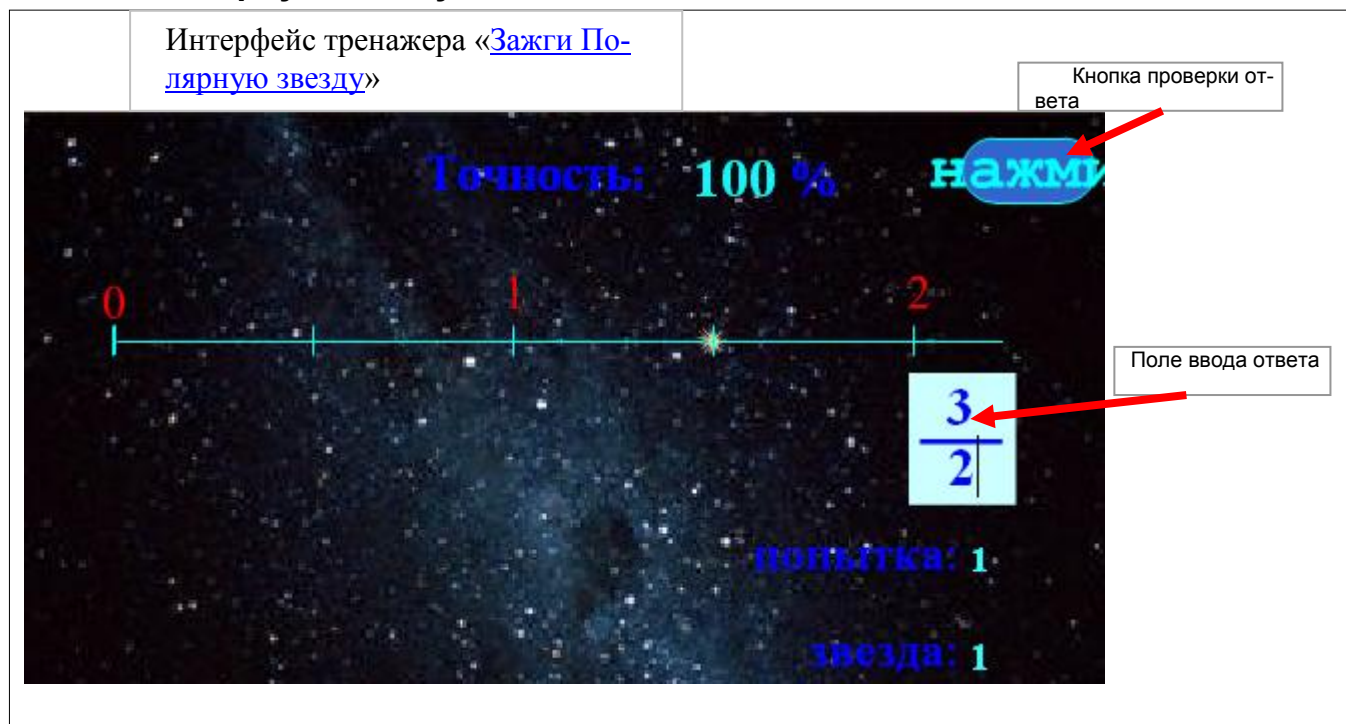 Интерфейс тренажера «Зажги По-
лярную звезду»
Кнопка проверки от-
вета
Точность: 100 %
нажми
0 1 2
Поле ввода ответа
3
2
попытка: 1
звезда: 1